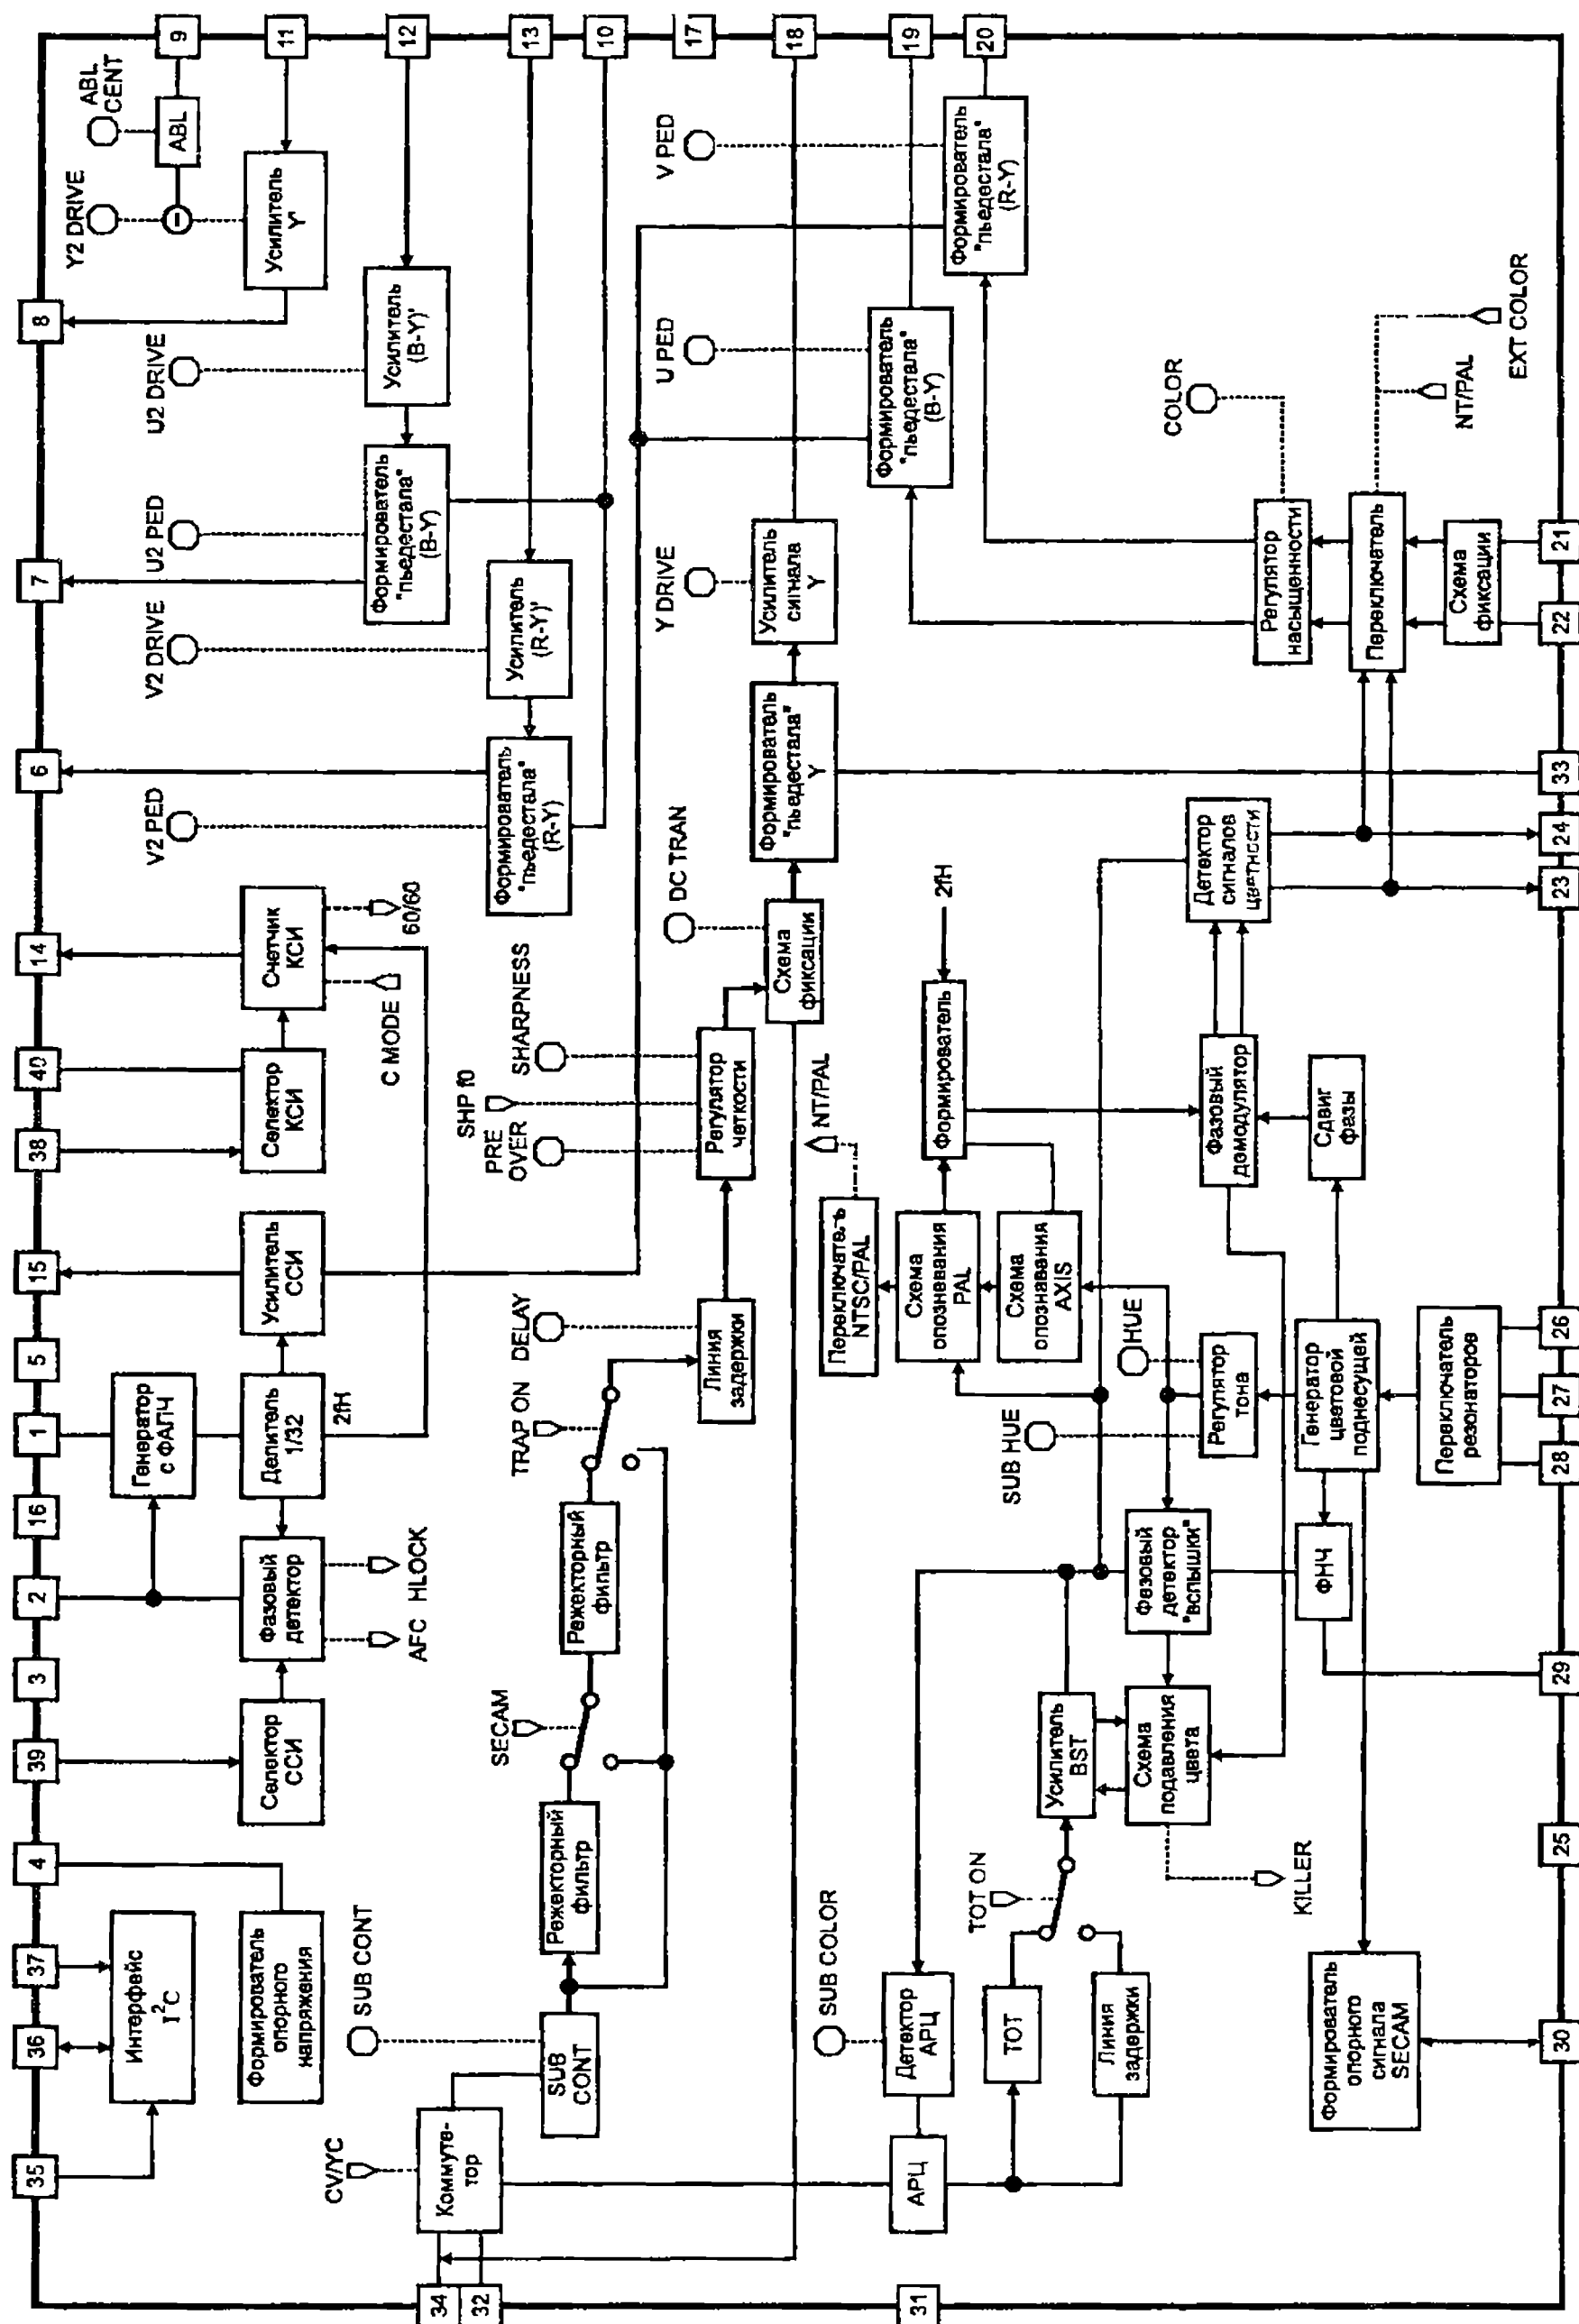 35
36
37
4
39
3
2
16
1
5
15
38
40
14
6
7
8
Интерфейс
I²C
Формирователь
опорного
напряжения
Селектор
ССИ
Фазовый
детектор
AFC
HLOCK
Генератор
с ФАПЧ
Делитель
1/32
2fH
Усилитель
ССИ
Селектор
КСИ
Счетчик
КСИ
C MODE
60/60
V2 PED
V2 DRIVE
U2 PED
U2 DRIVE
Y2 DRIVE
ABL
CENT
ABL
Усилитель
Y'
Усилитель
(B-Y)'
Формирователь
"пьедестала"
(B-Y)
Усилитель
(R-Y)'
Формирователь
"пьедестала"
(R-Y)
9
11
12
13
10
17
18
19
20
CV/YC
Коммута-
тор
SUB CONT
SUB
CONT
Режекторный
фильтр
SECAM
Режекторный
фильтр
TRAP ON
DELAY
Линия
задержки
PRE
OVER
SHP f0
SHARPNESS
Регулятор
четкости
DC TRAN
Схема
фиксации
Формирователь
"пьедестала"
Y
Y DRIVE
Усилитель
сигнала
Y
U PED
Формирователь
"пьедестала"
(B-Y)
V PED
Формирователь
"пьедестала"
(R-Y)
34
32
31
АРЦ
SUB COLOR
Детектор
АРЦ
TOT
Линия
задержки
TOT ON
Усилитель
BST
Схема
подавления
цвета
KILLER
Фазовый
детектор
"вспышки"
SUB HUE
HUE
Регулятор
тона
Переключатель
NTSC/PAL
NT/PAL
Схема
опознавания
PAL
Схема
опознавания
AXIS
Формирователь
2fH
Фазовый
демодулятор
Сдвиг
фазы
Детектор
сигналов
цветности
Генератор
цветовой
поднесущей
ФНЧ
Переключатель
резонаторов
Формирователь
опорного
сигнала
SECAM
COLOR
Регулятор
насыщенности
Переключатель
Схема
фиксации
NT/PAL
EXT COLOR
30
25
29
28
27
26
23
24
33
22
21